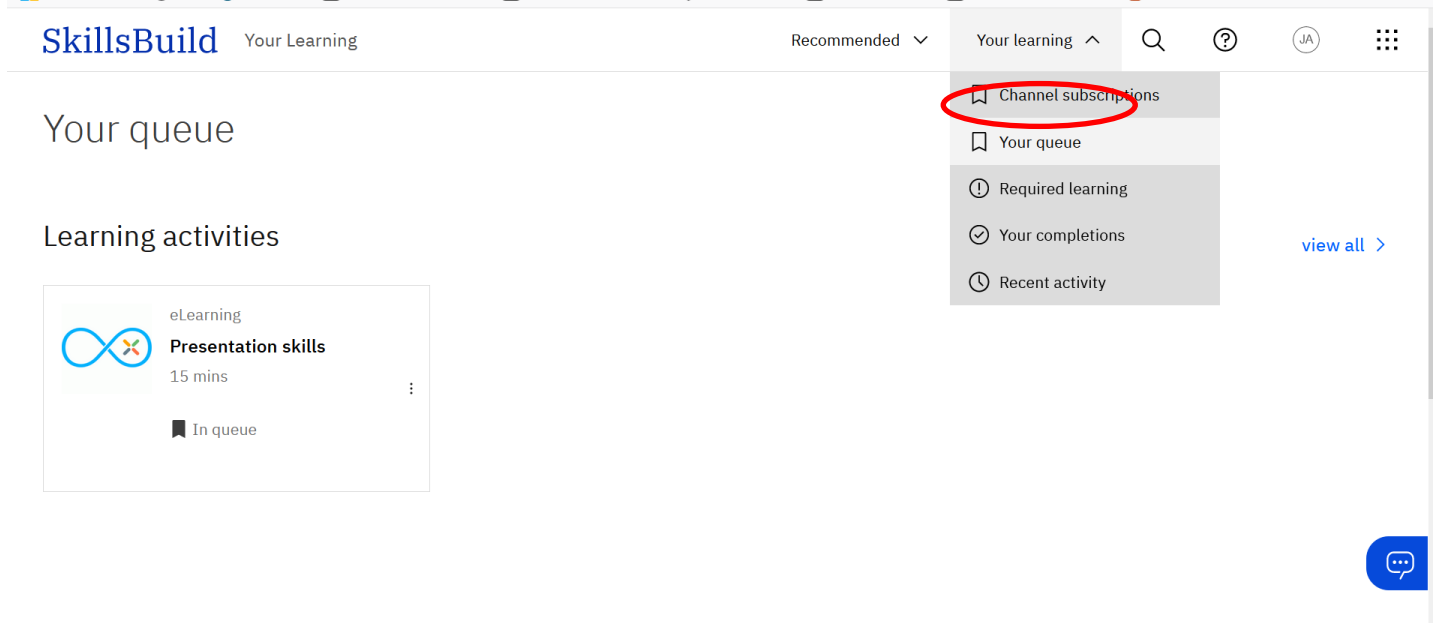 SkillsBuild Your Learning Recommended Your learning JA
Channel subscriptions
Your queue
Your queue
Required learning
Learning activities
Your completions
view all
Recent activity
eLearning
Presentation skills
15 mins
In queue